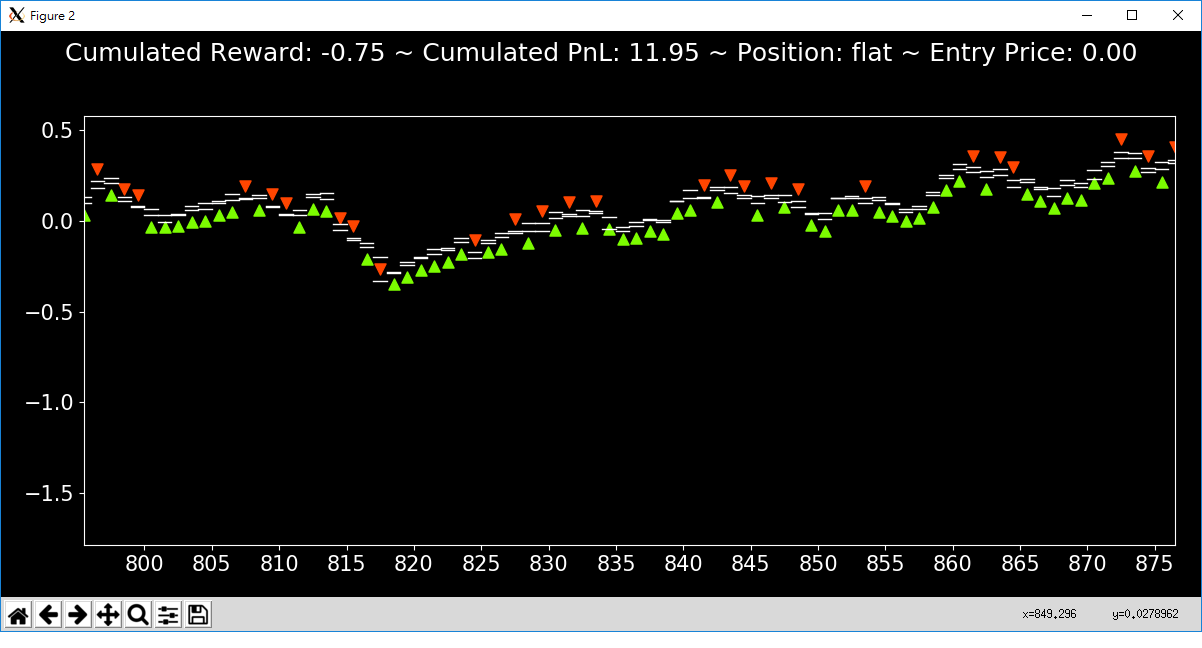 Figure 2
Cumulated Reward: -0.75 ~ Cumulated PnL: 11.95 ~ Position: flat ~ Entry Price: 0.00
0.5
0.0
−0.5
−1.0
−1.5
800 805 810 815 820 825 830 835 840 845 850 855 860 865 870 875
x=849.296 y=0.0278962